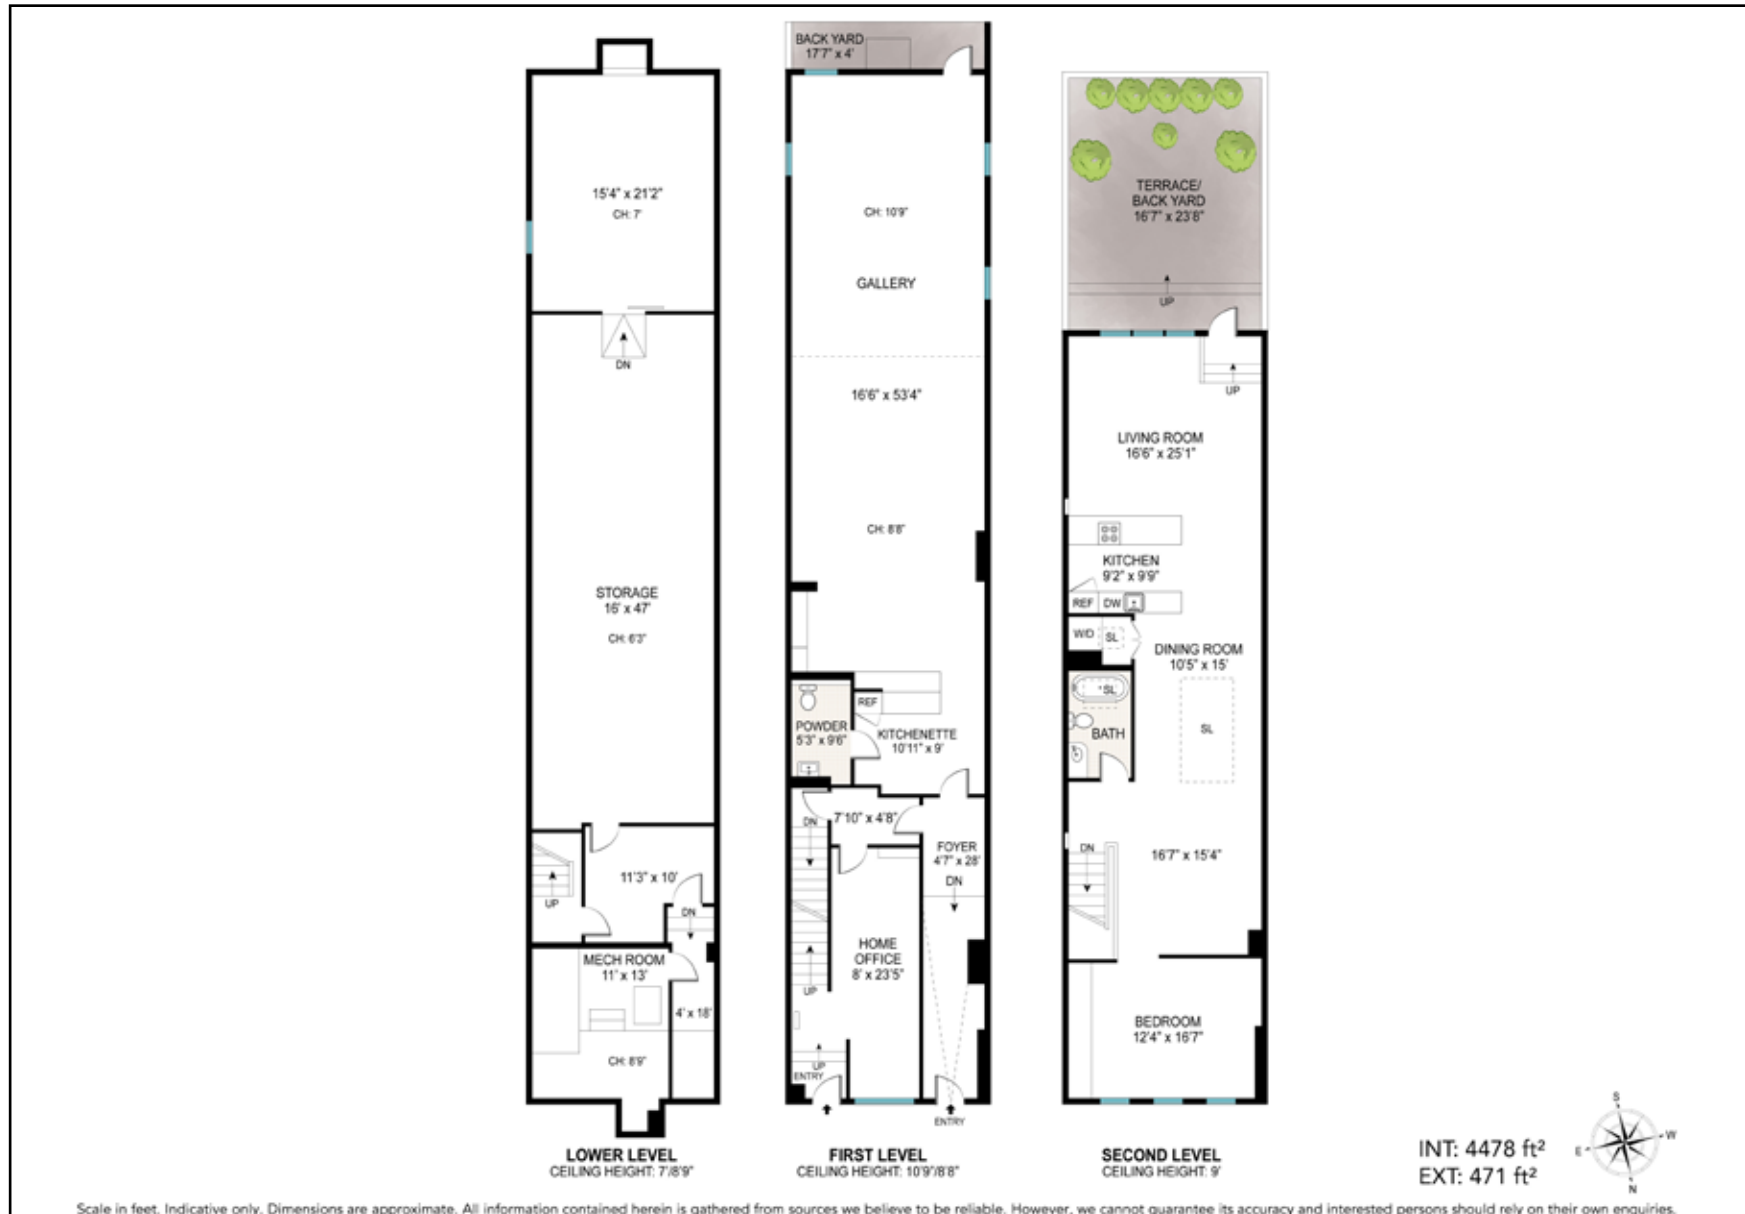 15'4" x 21'2"
CH: 7'
DN
STORAGE
16' x 47'
CH: 6'3"
11'3" x 10'
UP
DN
MECH ROOM
11' x 13'
4' x 18'
CH: 8'9"
LOWER LEVEL
CEILING HEIGHT: 7'/8'9"
BACK YARD
17'7" x 4'
CH: 10'9"
GALLERY
16'6" x 53'4"
CH: 8'8"
REF
POWDER
5'3" x 9'6"
KITCHENETTE
10'11" x 9'
DN
7'10" x 4'8"
FOYER
4'7" x 28'
DN
HOME
OFFICE
8' x 23'5"
UP
UP
ENTRY
ENTRY
FIRST LEVEL
CEILING HEIGHT: 10'9"/8'8"
TERRACE/
BACK YARD
16'7" x 23'8"
UP
UP
LIVING ROOM
16'6" x 25'1"
KITCHEN
9'2" x 9'9"
REF DW
W/D SL
DINING ROOM
10'5" x 15'
SL
BATH
SL
DN
16'7" x 15'4"
BEDROOM
12'4" x 16'7"
SECOND LEVEL
CEILING HEIGHT: 9'
INT: 4478 ft²
EXT: 471 ft²
S
W
E
N
Scale in feet. Indicative only. Dimensions are approximate. All information contained herein is gathered from sources we believe to be reliable. However, we cannot guarantee its accuracy and interested persons should rely on their own enquiries.